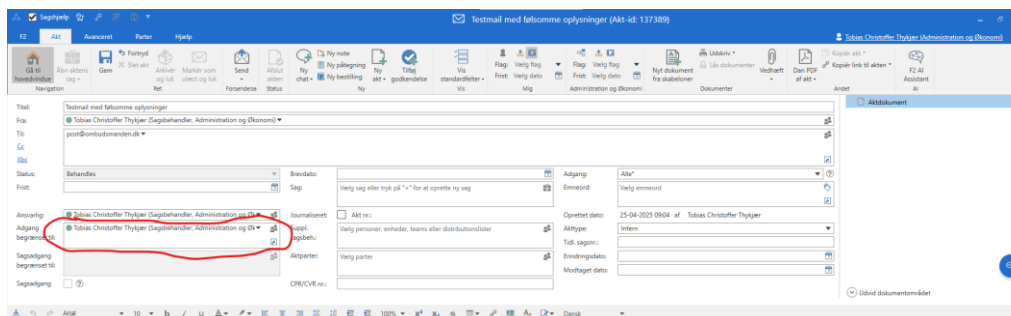 Sagshjælp
Testmail med følsomme oplysninger (Akt-id: 137389)
F2 Akt Avanceret Parter Hjælp
Tobias Christoffer Thykjær (Administration og Økonomi)
Gå til hovedvindue
Åbn aktens sag
Gem
Fortryd
Slet akt
Arkivér og luk
Markér som ulæst og luk
Send
Afslut akten
Ny chat
Ny note
Ny påtegning
Ny bestilling
Ny akt
Tilføj godkendelse
Vis standardfelter
Flag: Vælg flag
Frist: Vælg dato
Flag: Vælg flag
Frist: Vælg dato
Nyt dokument fra skabeloner
Udskriv
Lås dokumenter
Vedhæft
Dan PDF af akt
Kopiér akt
Kopiér link til akten
F2 AI Assistant
Navigation Ret Forsendelse Status Ny Vis Mig Administration og Økonomi Dokumenter Andet AI
Titel: Testmail med følsomme oplysninger
Fra: Tobias Christoffer Thykjær (Sagsbehandler, Administration og Økonomi)
Til: post@ombudsmanden.dk
Cc
Xbc
Status: Behandles Brevdato: Adgang: Alle*
Frist: Sag: Vælg sag eller tryk på "+" for at oprette ny sag Emneord: Vælg emneord
Ansvarlig: Tobias Christoffer Thykjær (Sagsbehandler, Administration og Øk Journaliseret: Akt nr.: Oprettet dato: 25-04-2025 09:04 af Tobias Christoffer Thykjær
Adgang begrænset til: Tobias Christoffer Thykjær (Sagsbehandler, Administration og Øk Suppl. sagsbeh.: Vælg personer, enheder, teams eller distributionslister Akttype: Intern
Tidl. sagsnr.:
Sagsadgang begrænset til: Aktparter: Vælg parter Erindringsdato:
Modtaget dato:
Sagsadgang CPR/CVR nr.:
Aktdokument
Udvid dokumentområdet
Arial 10 b i u A 100% x² x₂ Dansk